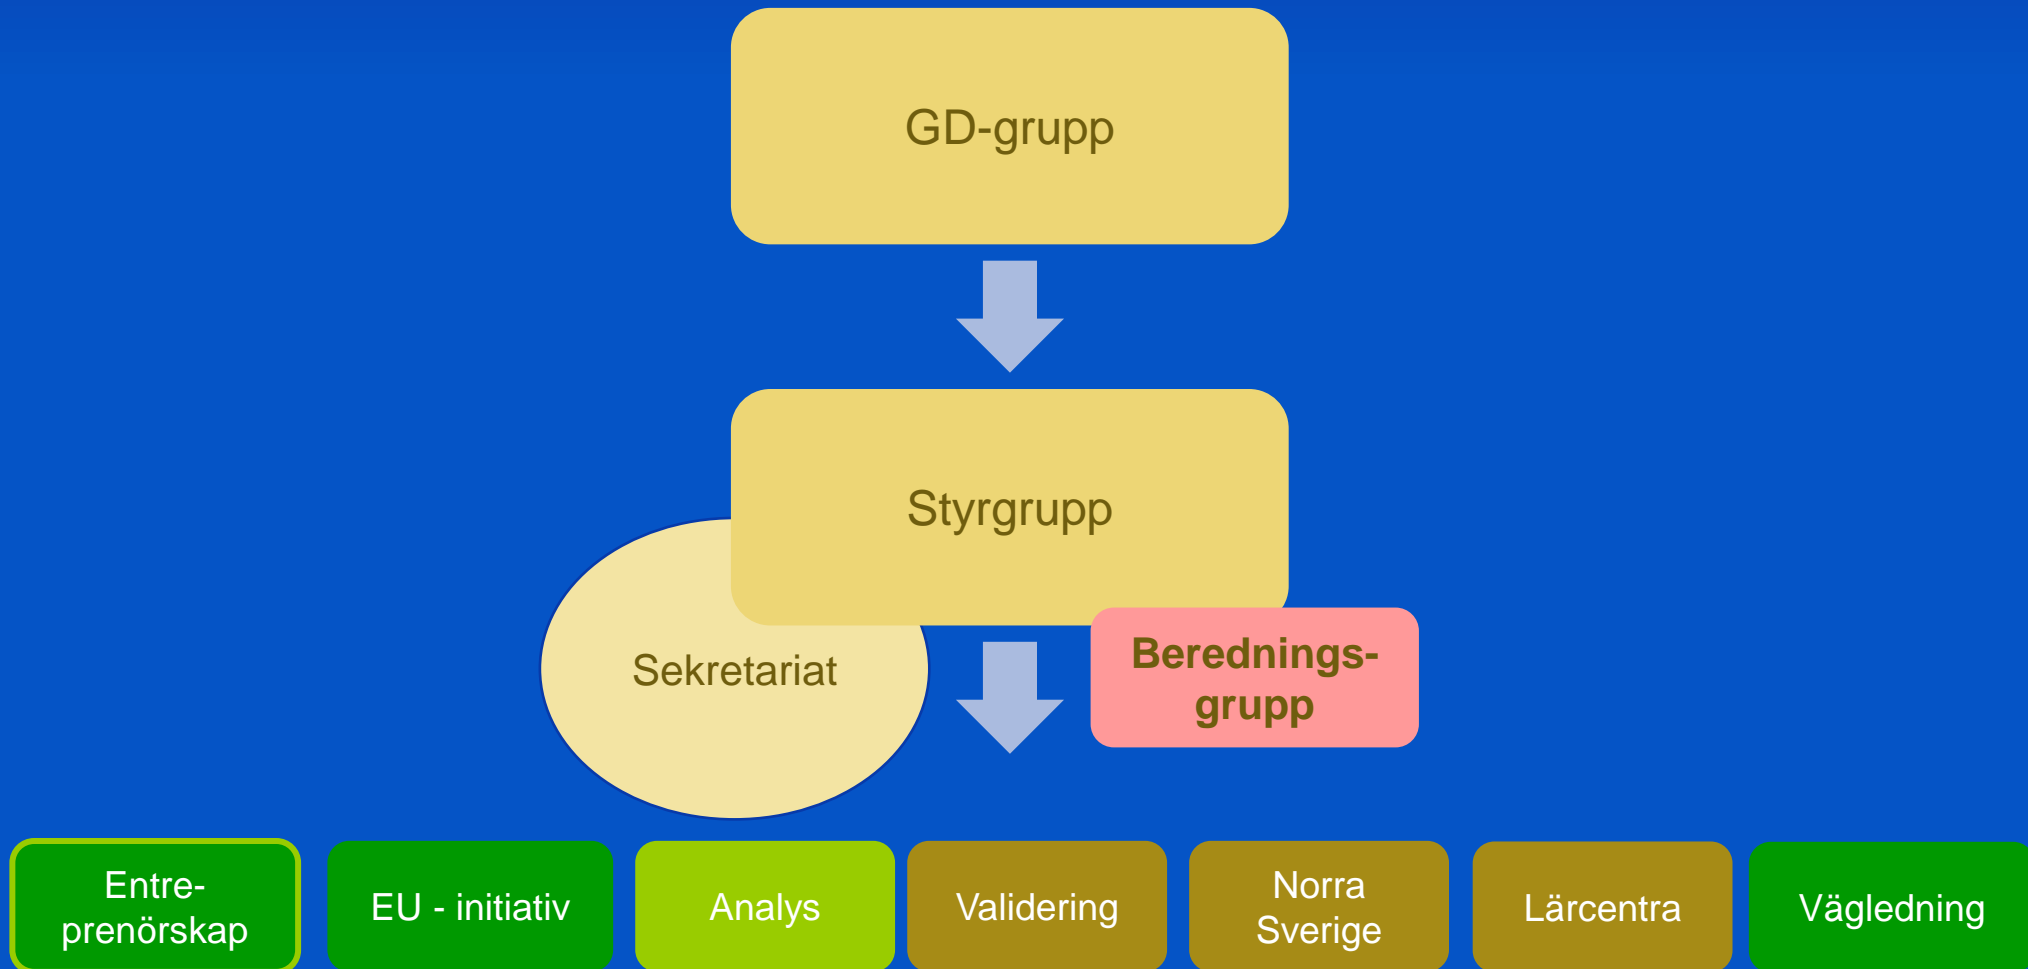 GD-grupp
Styrgrupp
Sekretariat
Berednings-
grupp
Entre-
prenörskap
EU - initiativ
Analys
Validering
Norra
Sverige
Lärcentra
Vägledning